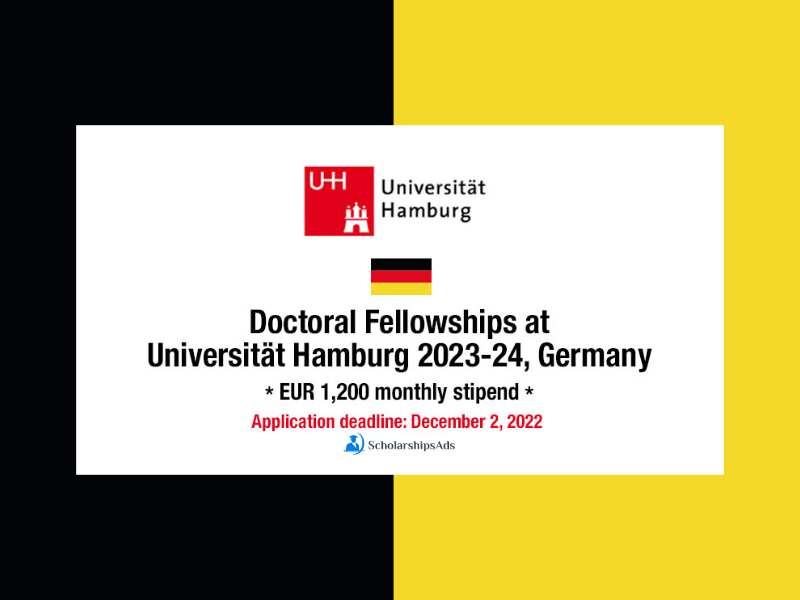 UH
Universität
Hamburg
Doctoral Fellowships at
Universität Hamburg 2023-24, Germany
* EUR 1,200 monthly stipend *
Application deadline: December 2, 2022
ScholarshipsAds